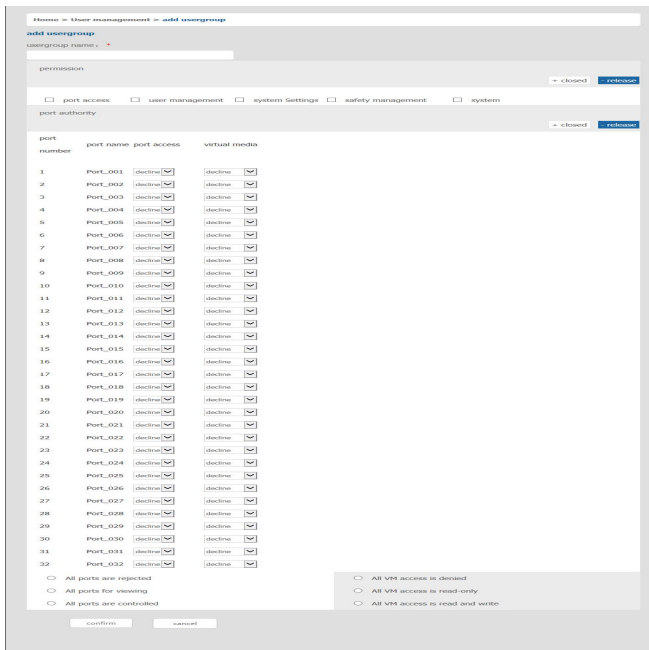 Home > User management > add usergroup
add usergroup
usergroup name: *
permission
+ closed - release
port access user management system Settings safety management system
port authority
+ closed - release
port number port name port access virtual media
1 Port_001 decline decline
2 Port_002 decline decline
3 Port_003 decline decline
4 Port_004 decline decline
5 Port_005 decline decline
6 Port_006 decline decline
7 Port_007 decline decline
8 Port_008 decline decline
9 Port_009 decline decline
10 Port_010 decline decline
11 Port_011 decline decline
12 Port_012 decline decline
13 Port_013 decline decline
14 Port_014 decline decline
15 Port_015 decline decline
16 Port_016 decline decline
17 Port_017 decline decline
18 Port_018 decline decline
19 Port_019 decline decline
20 Port_020 decline decline
21 Port_021 decline decline
22 Port_022 decline decline
23 Port_023 decline decline
24 Port_024 decline decline
25 Port_025 decline decline
26 Port_026 decline decline
27 Port_027 decline decline
28 Port_028 decline decline
29 Port_029 decline decline
30 Port_030 decline decline
31 Port_031 decline decline
32 Port_032 decline decline
All ports are rejected All VM access is denied
All ports for viewing All VM access is read-only
All ports are controlled All VM access is read and write
confirm cancel